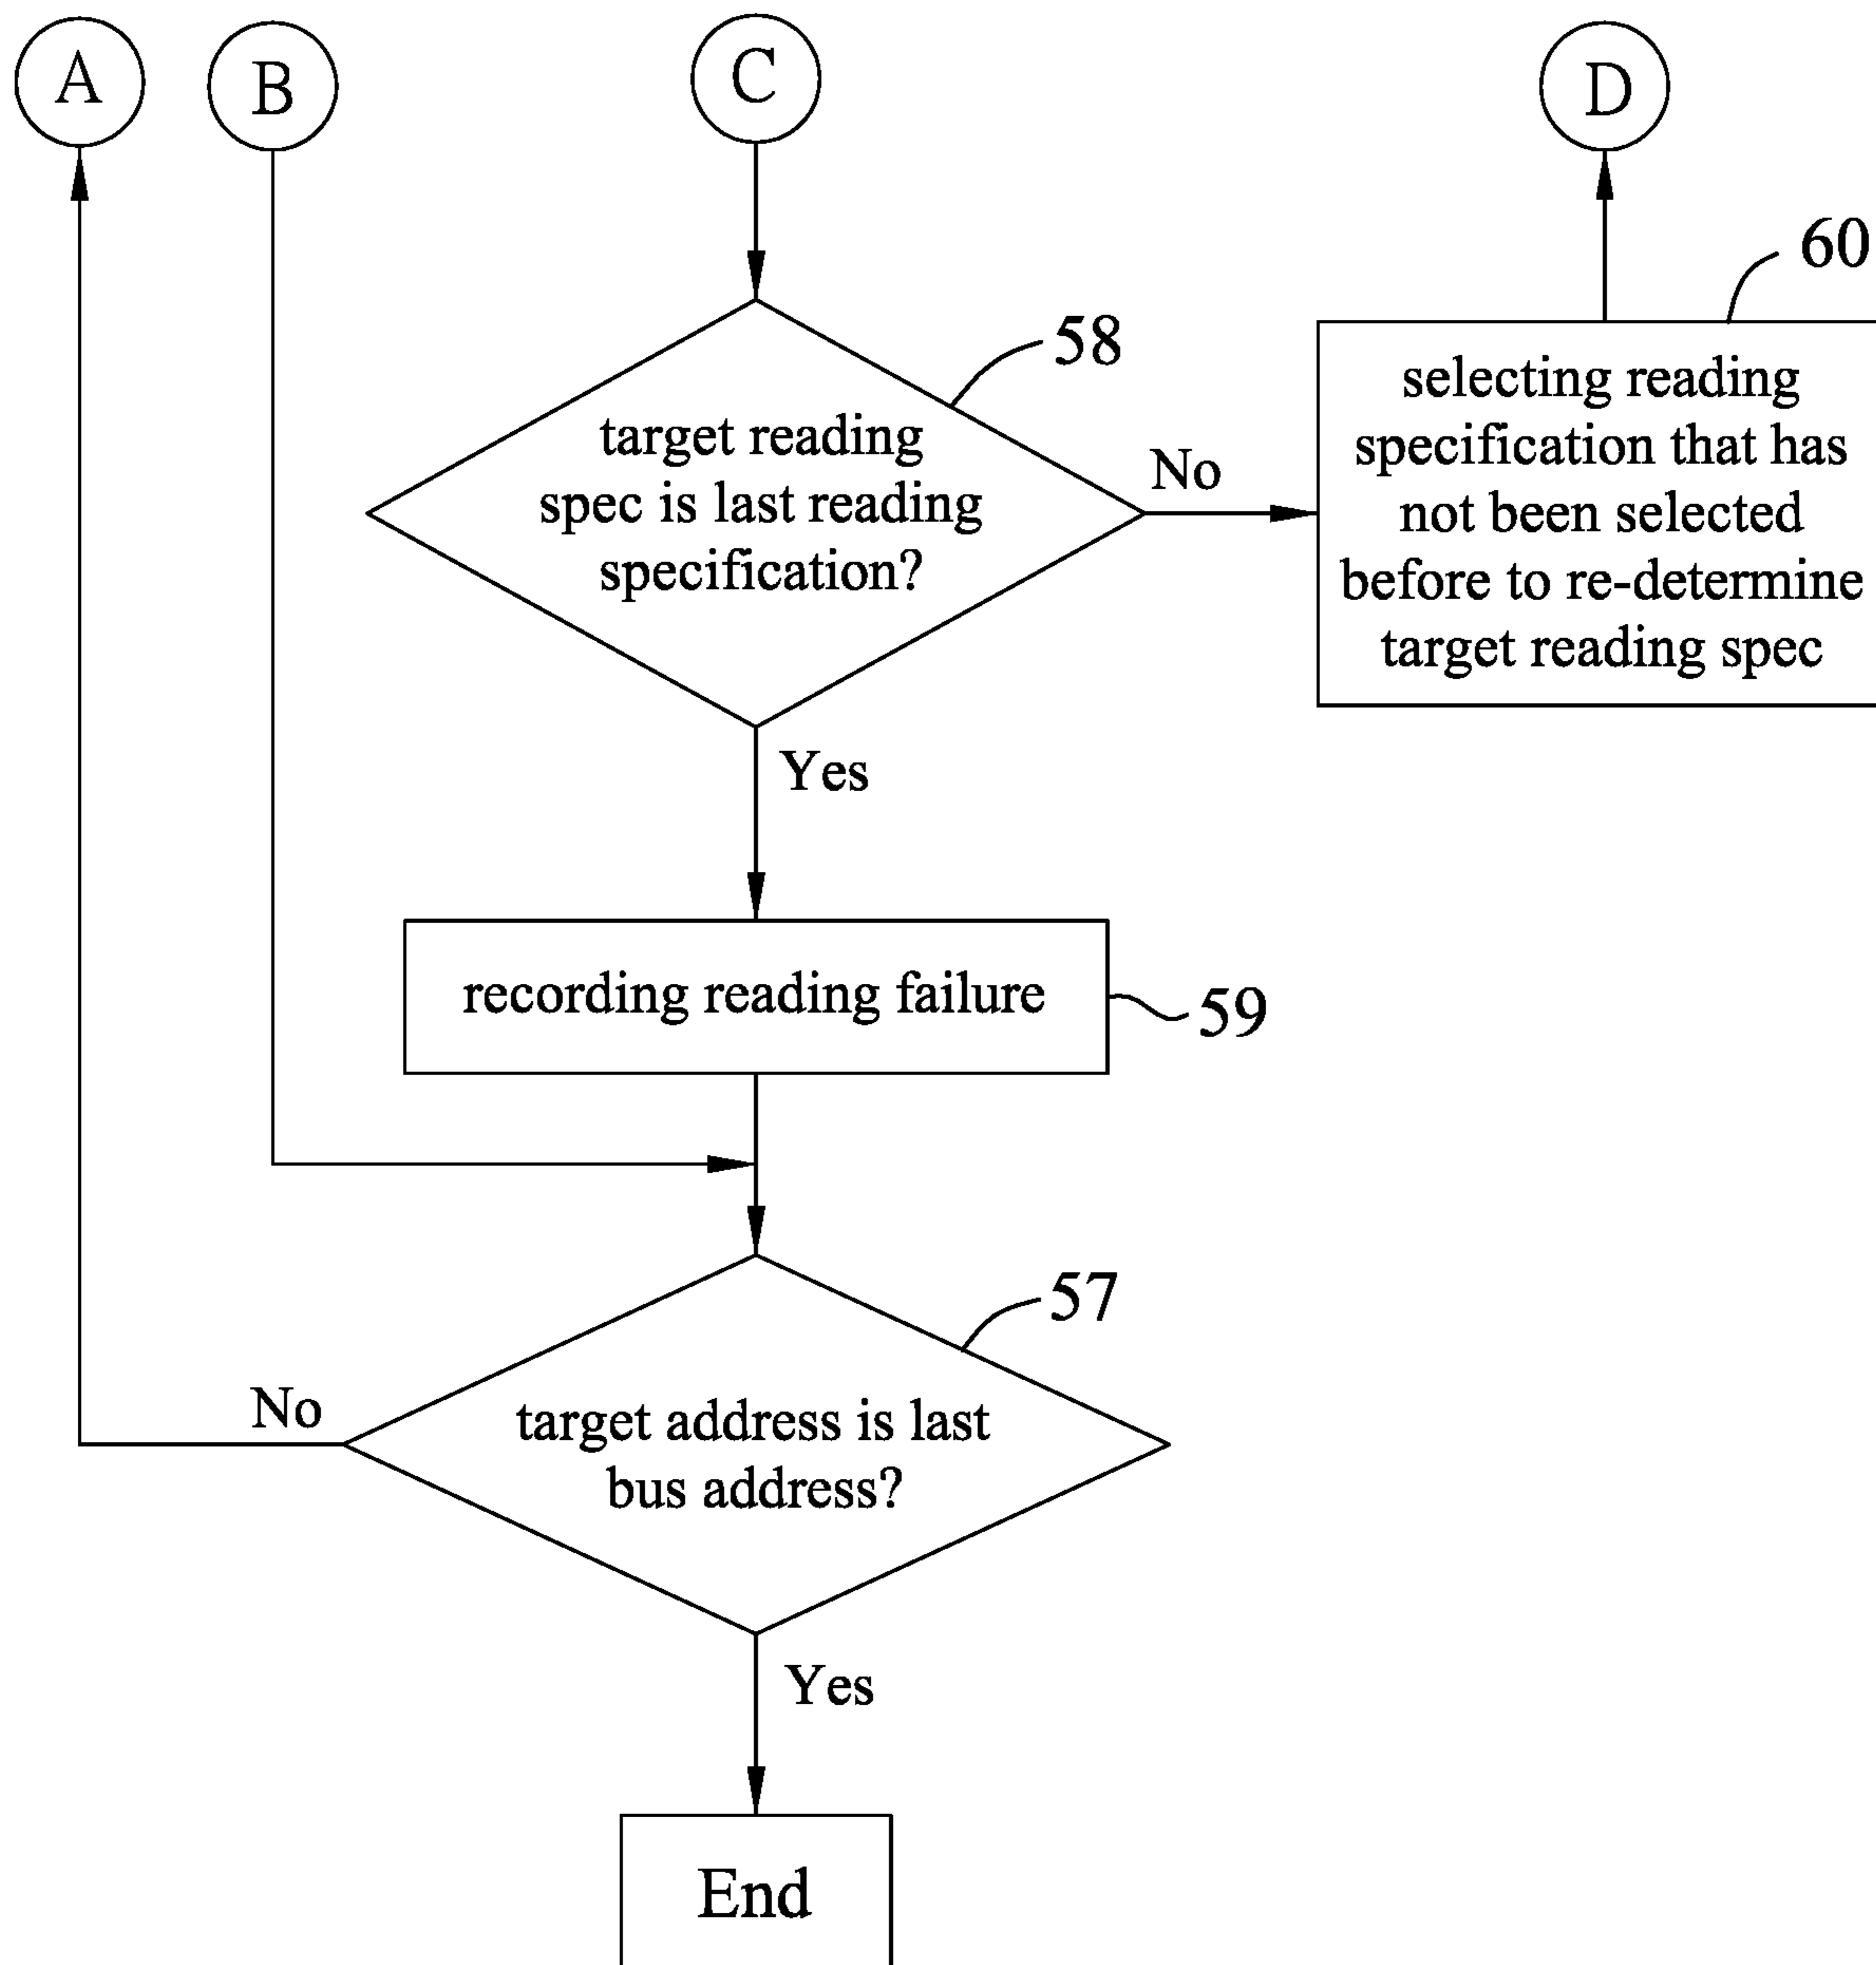 A
B
C
D
58
60
target reading
spec is last reading
specification?
No
selecting reading
specification that has
not been selected
before to re-determine
target reading spec
Yes
recording reading failure
59
57
No
target address is last
bus address?
Yes
End